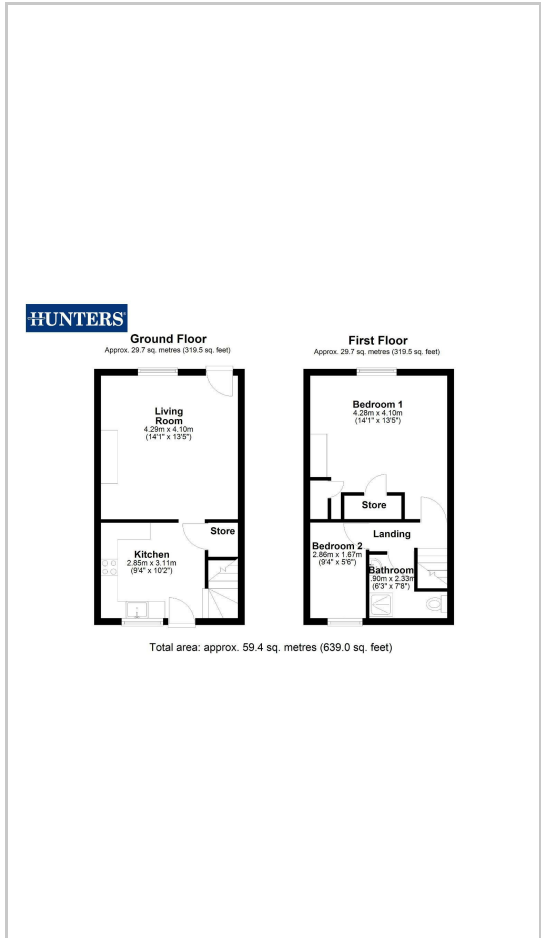 HUNTERS
Ground Floor
Approx. 29.7 sq. metres (319.5 sq. feet)
Living
Room
4.29m x 4.10m
(14'1" x 13'5")
Store
Kitchen
2.85m x 3.11m
(9'4" x 10'2")
First Floor
Approx. 29.7 sq. metres (319.5 sq. feet)
Bedroom 1
4.28m x 4.10m
(14'1" x 13'5")
Store
Landing
Bedroom 2
2.86m x 1.67m
(9'4" x 5'6")
Bathroom
.90m x 2.33m
(6'3" x 7'8")
Total area: approx. 59.4 sq. metres (639.0 sq. feet)